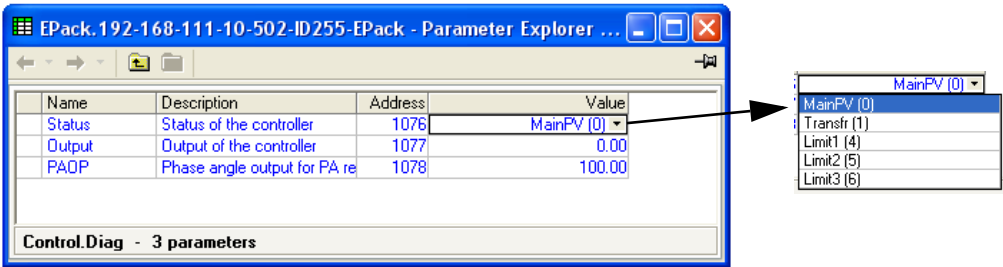 EPack.192-168-111-10-502-ID255-EPack - Parameter Explorer ...
Name Description Address Value
Status Status of the controller 1076 MainPV (0)
Output Output of the controller 1077 0.00
PAOP Phase angle output for PA re 1078 100.00
Control.Diag - 3 parameters
MainPV (0)
MainPV (0)
Transfr (1)
Limit1 (4)
Limit2 (5)
Limit3 (6)